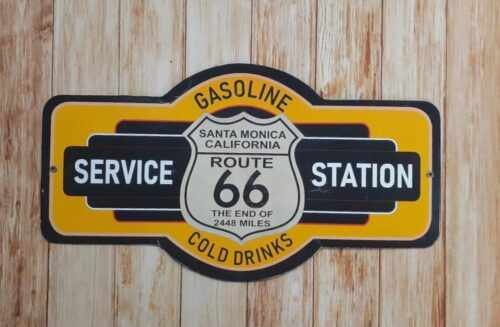 GASOLINE
SANTA MONICA
CALIFORNIA
ROUTE
SERVICE 66 STATION
THE END OF
2448 MILES
COLD DRINKS